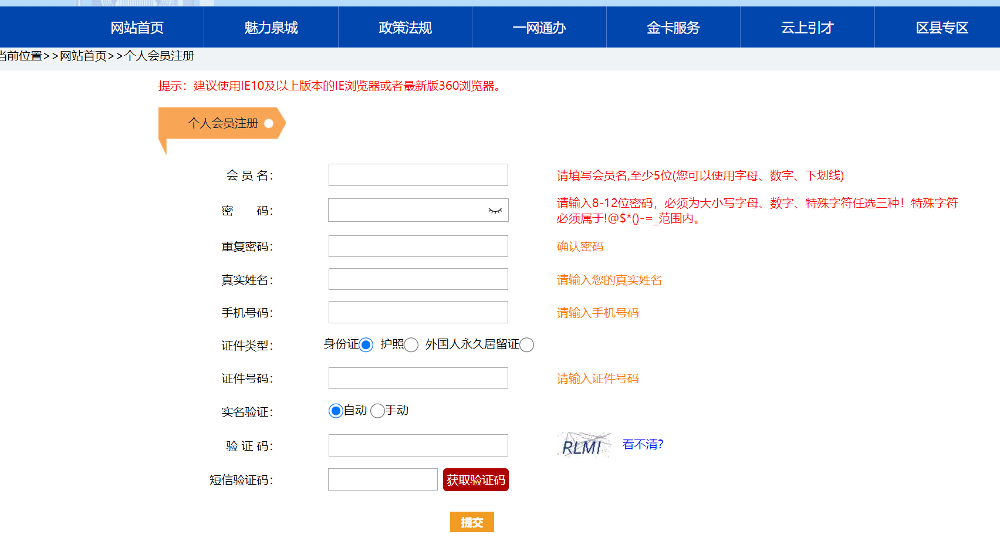 网站首页 魅力泉城 政策法规 一网通办 金卡服务 云上引才 区县专区
当前位置>>网站首页>>个人会员注册
提示：建议使用IE10及以上版本的IE浏览器或者最新版360浏览器。
个人会员注册
会 员 名： 请填写会员名,至少5位(您可以使用字母、数字、下划线)
密　　码： 请输入8-12位密码，必须为大小写字母、数字、特殊字符任选三种！特殊字符
必须属于!@$*()-=_范围内。
重复密码： 确认密码
真实姓名： 请输入您的真实姓名
手机号码： 请输入手机号码
证件类型： 身份证 护照 外国人永久居留证
证件号码： 请输入证件号码
实名验证： 自动 手动
验 证 码： RLMI 看不清?
短信验证码： 获取验证码
提交